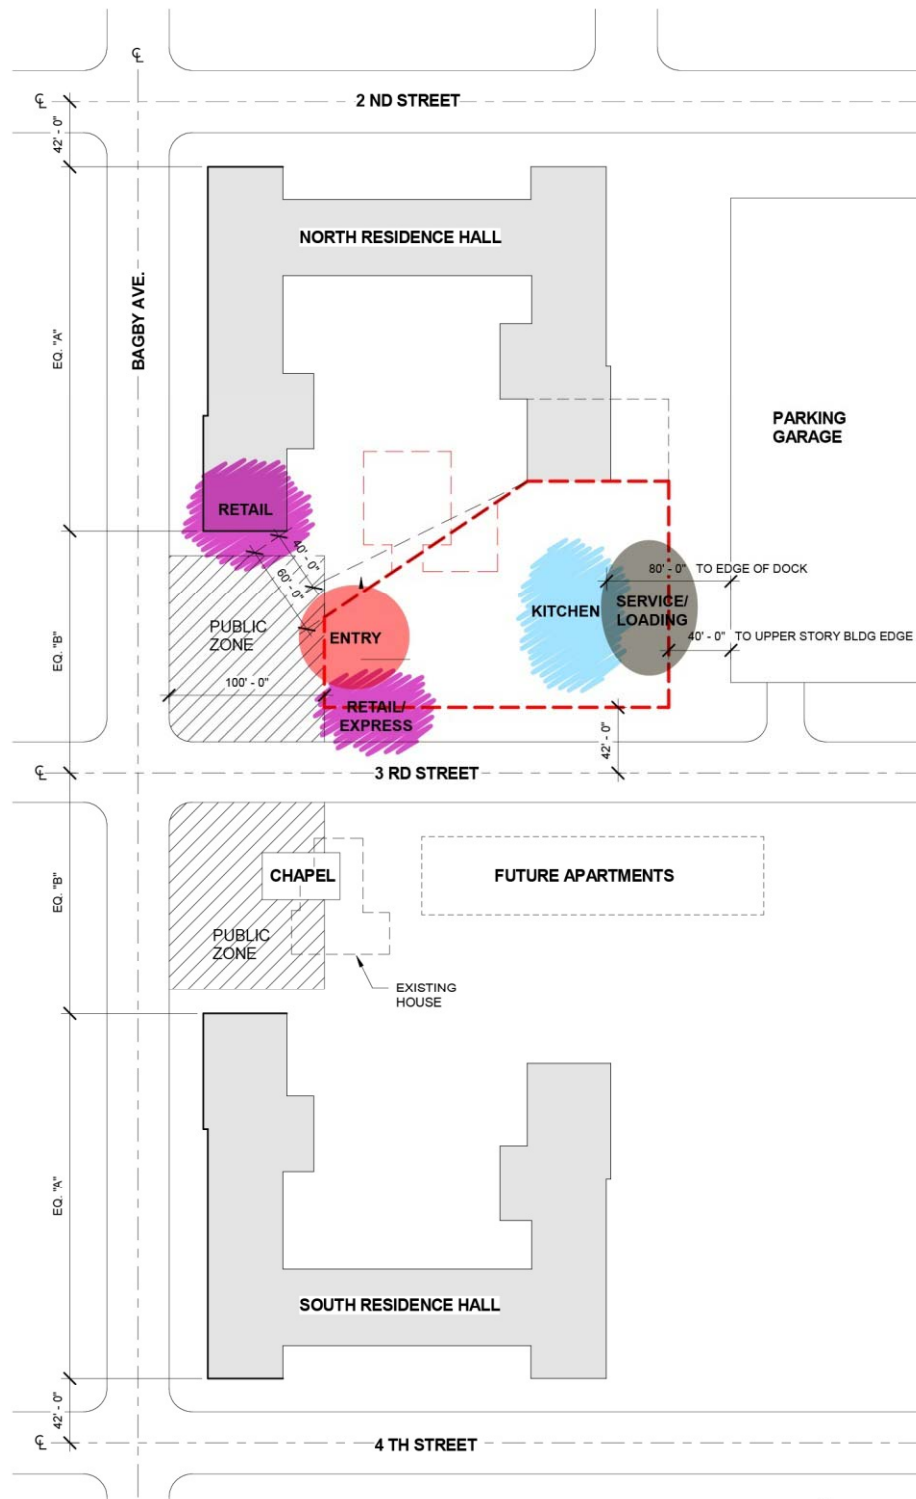 ℄
℄
2 ND STREET
42' - 0"
NORTH RESIDENCE HALL
BAGBY AVE.
EQ. "A"
PARKING
GARAGE
RETAIL
40' - 0"
60' - 0"
80' - 0" TO EDGE OF DOCK
KITCHEN
SERVICE/
LOADING
PUBLIC
ZONE
ENTRY
40' - 0" TO UPPER STORY BLDG EDGE
EQ. "B"
100' - 0"
RETAIL/
EXPRESS
42' - 0"
℄
3 RD STREET
CHAPEL
FUTURE APARTMENTS
EQ. "B"
PUBLIC
ZONE
EXISTING
HOUSE
EQ. "A"
SOUTH RESIDENCE HALL
42' - 0"
℄
4 TH STREET